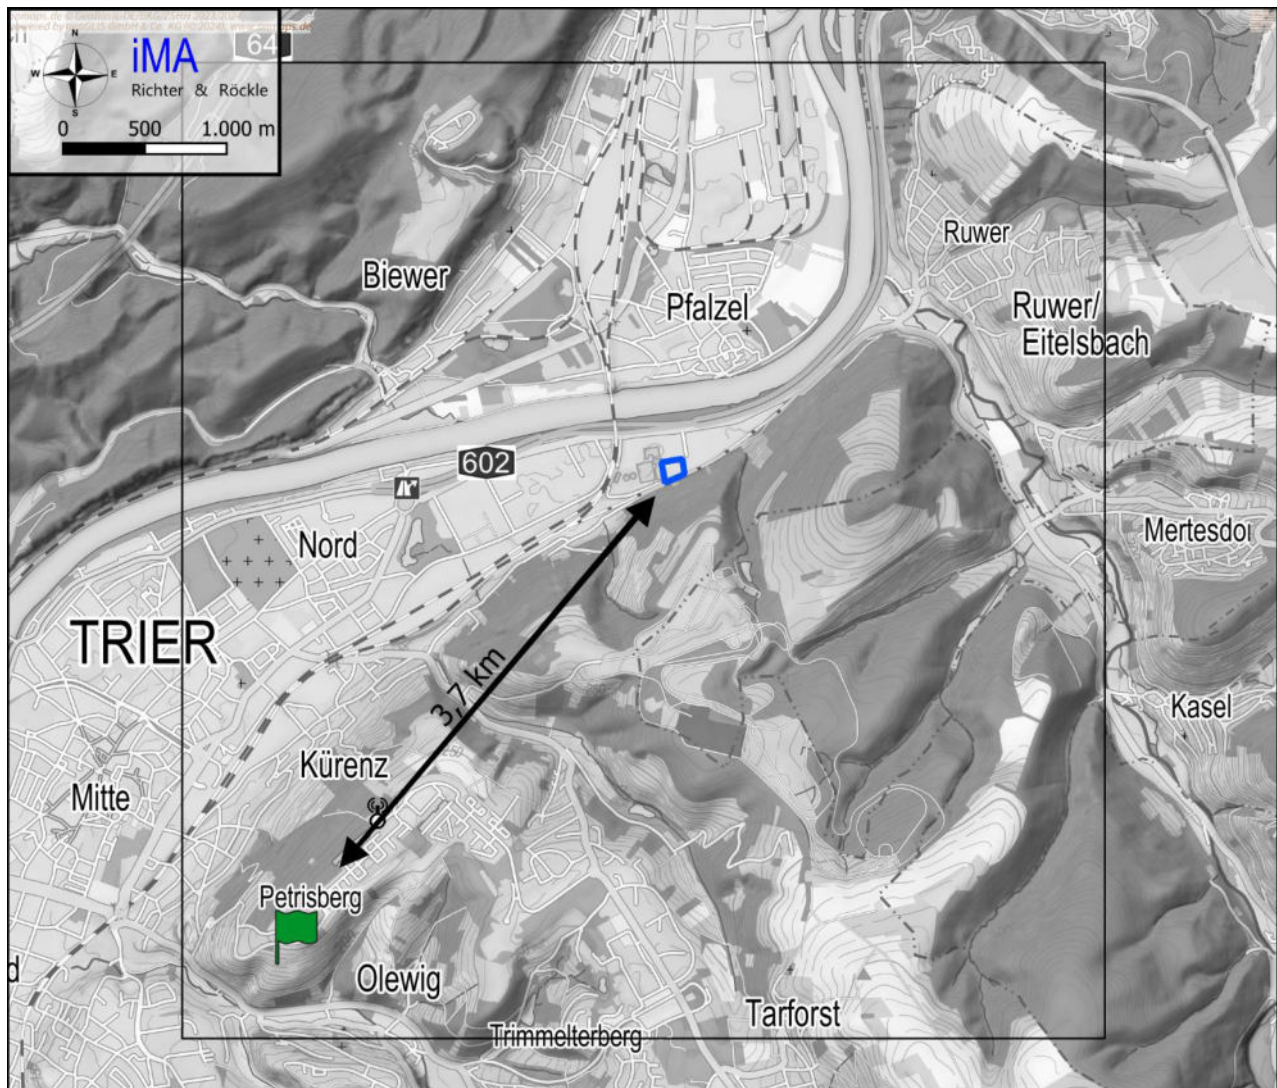 64
N
W E
S
iMA
Richter & Röckle
0 500 1.000 m
Ruwer
Biewer
Pfalzel
Ruwer/
Eitelsbach
602
Nord
Mertesdor
TRIER
3,7 km
Kasel
Kürenz
Mitte
Petrisberg
d
Olewig
Tarforst
Trimmelterberg